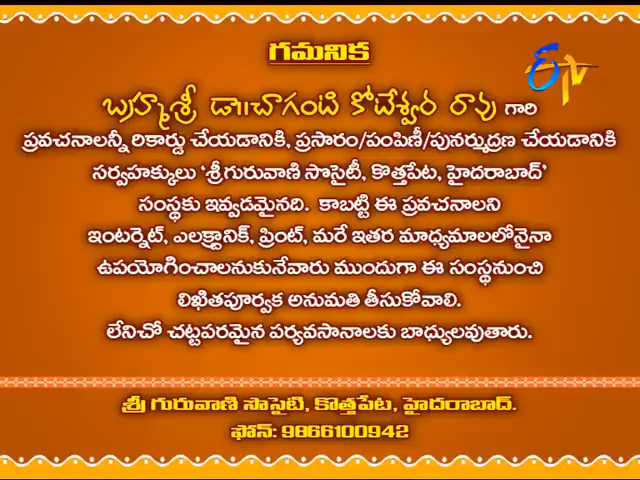 గమనిక
ETV
బ్రహ్మశ్రీ డా॥చాగంటి కోటేశ్వర రావు గారి
ప్రవచనాలన్నీ రికార్డు చేయడానికి, ప్రసారం/పంపిణీ/పునర్ముద్రణ చేయడానికి
సర్వహక్కులు ‘శ్రీగురువాణి సొసైటీ, కొత్తపేట, హైదరాబాద్’
సంస్థకు ఇవ్వడమైనది. కాబట్టి ఈ ప్రవచనాలని
ఇంటర్నెట్, ఎలక్ట్రానిక్, ప్రింట్, మరే ఇతర మాధ్యమాలలోనైనా
ఉపయోగించాలనుకునేవారు ముందుగా ఈ సంస్థనుంచి
లిఖితపూర్వక అనుమతి తీసుకోవాలి.
లేనిచో చట్టపరమైన పర్యవసానాలకు బాధ్యులవుతారు.
శ్రీ గురువాణి సొసైటి, కొత్తపేట, హైదరాబాద్.
ఫోన్: 9866100942